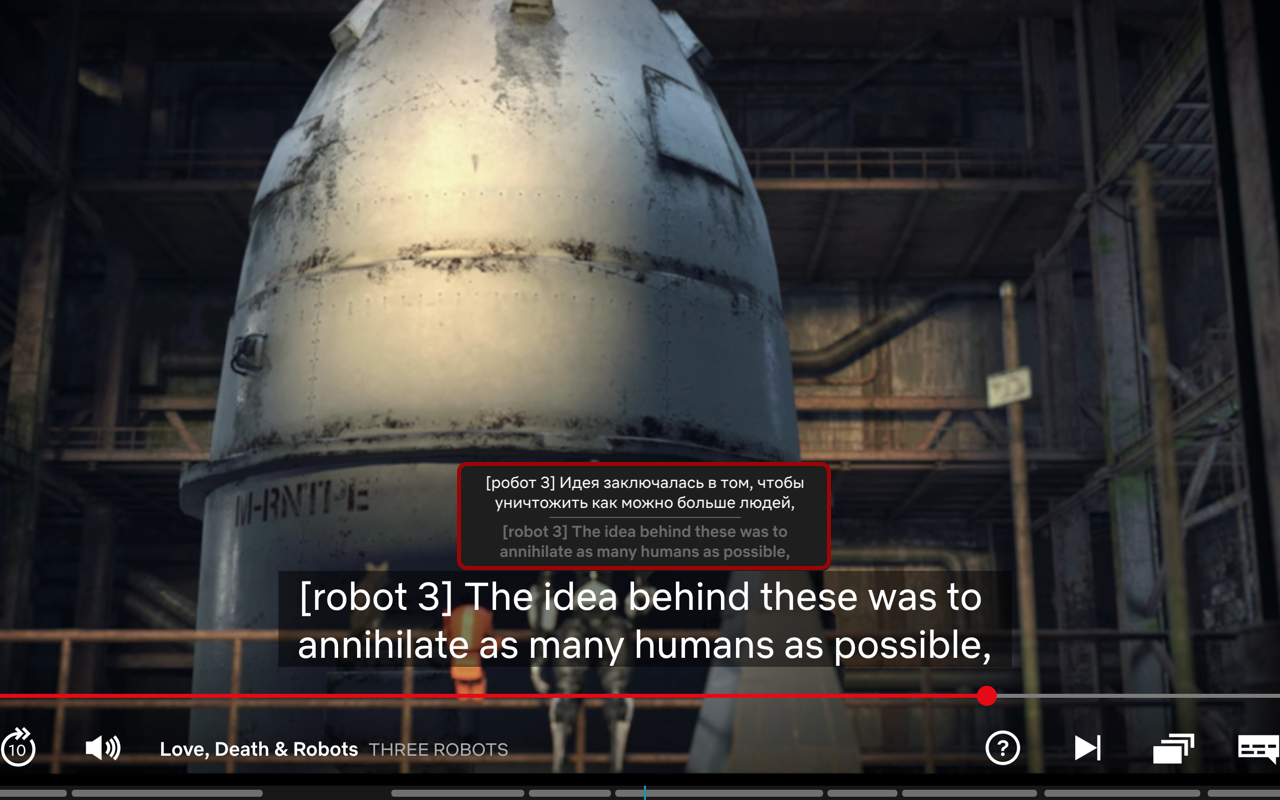 M-RNTP-E
[робот 3] Идея заключалась в том, чтобы
уничтожить как можно больше людей,
[robot 3] The idea behind these was to
annihilate as many humans as possible,
[robot 3] The idea behind these was to
annihilate as many humans as possible,
10
Love, Death & Robots THREE ROBOTS
?